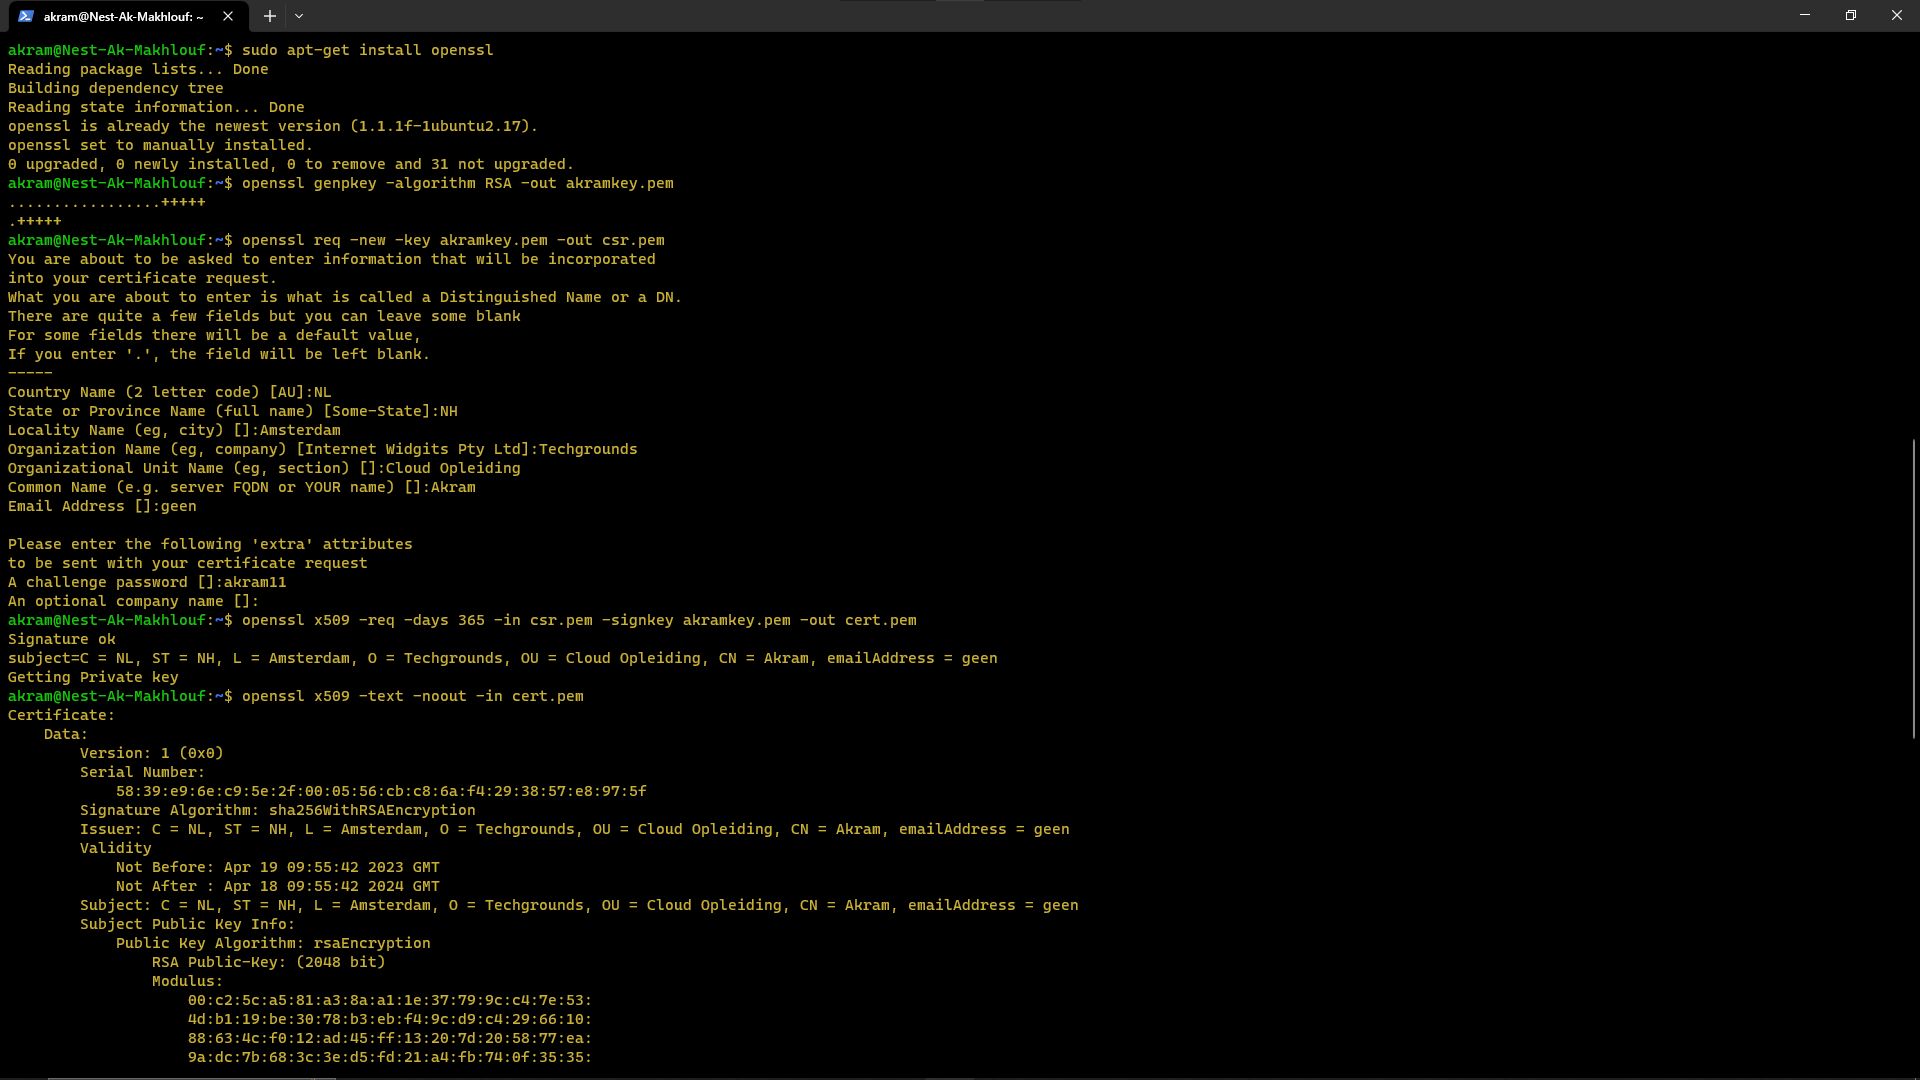 akram@Nest-Ak-Makhlouf: ~
akram@Nest-Ak-Makhlouf:~$ sudo apt-get install openssl
Reading package lists... Done
Building dependency tree
Reading state information... Done
openssl is already the newest version (1.1.1f-1ubuntu2.17).
openssl set to manually installed.
0 upgraded, 0 newly installed, 0 to remove and 31 not upgraded.
akram@Nest-Ak-Makhlouf:~$ openssl genpkey -algorithm RSA -out akramkey.pem
.................+++++
.+++++
akram@Nest-Ak-Makhlouf:~$ openssl req -new -key akramkey.pem -out csr.pem
You are about to be asked to enter information that will be incorporated
into your certificate request.
What you are about to enter is what is called a Distinguished Name or a DN.
There are quite a few fields but you can leave some blank
For some fields there will be a default value,
If you enter '.', the field will be left blank.
-----
Country Name (2 letter code) [AU]:NL
State or Province Name (full name) [Some-State]:NH
Locality Name (eg, city) []:Amsterdam
Organization Name (eg, company) [Internet Widgits Pty Ltd]:Techgrounds
Organizational Unit Name (eg, section) []:Cloud Opleiding
Common Name (e.g. server FQDN or YOUR name) []:Akram
Email Address []:geen

Please enter the following 'extra' attributes
to be sent with your certificate request
A challenge password []:akram11
An optional company name []:
akram@Nest-Ak-Makhlouf:~$ openssl x509 -req -days 365 -in csr.pem -signkey akramkey.pem -out cert.pem
Signature ok
subject=C = NL, ST = NH, L = Amsterdam, O = Techgrounds, OU = Cloud Opleiding, CN = Akram, emailAddress = geen
Getting Private key
akram@Nest-Ak-Makhlouf:~$ openssl x509 -text -noout -in cert.pem
Certificate:
    Data:
        Version: 1 (0x0)
        Serial Number:
            58:39:e9:6e:c9:5e:2f:00:05:56:cb:c8:6a:f4:29:38:57:e8:97:5f
        Signature Algorithm: sha256WithRSAEncryption
        Issuer: C = NL, ST = NH, L = Amsterdam, O = Techgrounds, OU = Cloud Opleiding, CN = Akram, emailAddress = geen
        Validity
            Not Before: Apr 19 09:55:42 2023 GMT
            Not After : Apr 18 09:55:42 2024 GMT
        Subject: C = NL, ST = NH, L = Amsterdam, O = Techgrounds, OU = Cloud Opleiding, CN = Akram, emailAddress = geen
        Subject Public Key Info:
            Public Key Algorithm: rsaEncryption
                RSA Public-Key: (2048 bit)
                Modulus:
                    00:c2:5c:a5:81:a3:8a:a1:1e:37:79:9c:c4:7e:53:
                    4d:b1:19:be:30:78:b3:eb:f4:9c:d9:c4:29:66:10:
                    88:63:4c:f0:12:ad:45:ff:13:20:7d:20:58:77:ea:
                    9a:dc:7b:68:3c:3e:d5:fd:21:a4:fb:74:0f:35:35: